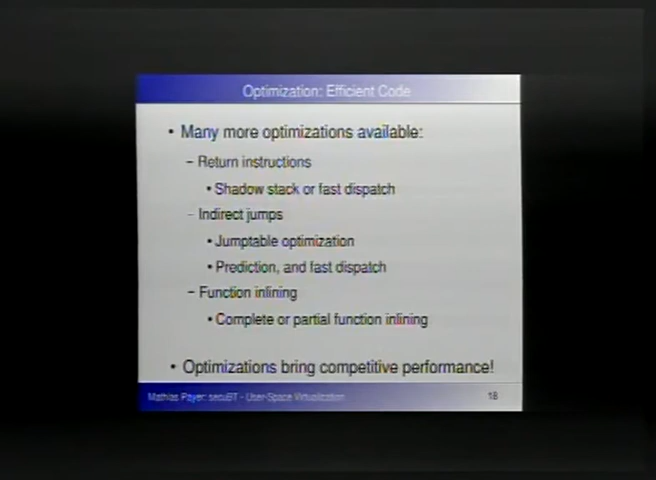 Optimization: Efficient Code
• Many more optimizations available:
– Return instructions
• Shadow stack or fast dispatch
– Indirect jumps
• Jumptable optimization
• Prediction, and fast dispatch
– Function inlining
• Complete or partial function inlining
• Optimizations bring competitive performance!
Mathias Payer: secuBT - User-Space Virtualization
18